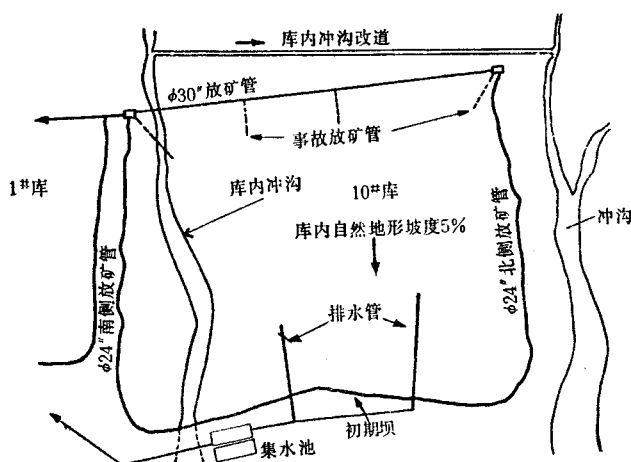 库内冲沟改道
φ30″放矿管
事故放矿管
1#库
库内冲沟
10#库
冲沟
库内自然地形坡度5%
φ24″南侧放矿管
φ24″北侧放矿管
排水管
初期坝
集水池